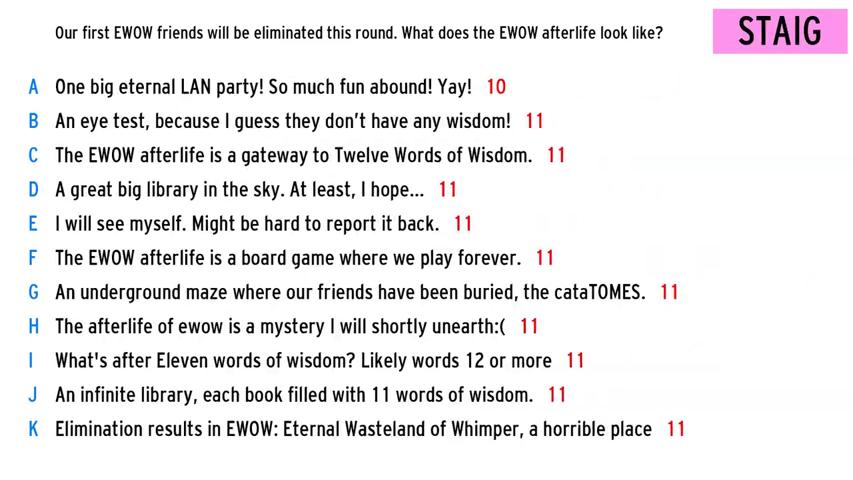 Our first EWOW friends will be eliminated this round. What does the EWOW afterlife look like?
STAIG
A One big eternal LAN party! So much fun abound! Yay! 10
B An eye test, because I guess they don't have any wisdom! 11
C The EWOW afterlife is a gateway to Twelve Words of Wisdom. 11
D A great big library in the sky. At least, I hope... 11
E I will see myself. Might be hard to report it back. 11
F The EWOW afterlife is a board game where we play forever. 11
G An underground maze where our friends have been buried, the cataTOMES. 11
H The afterlife of ewow is a mystery I will shortly unearth:( 11
I What's after Eleven words of wisdom? Likely words 12 or more 11
J An infinite library, each book filled with 11 words of wisdom. 11
K Elimination results in EWOW: Eternal Wasteland of Whimper, a horrible place 11